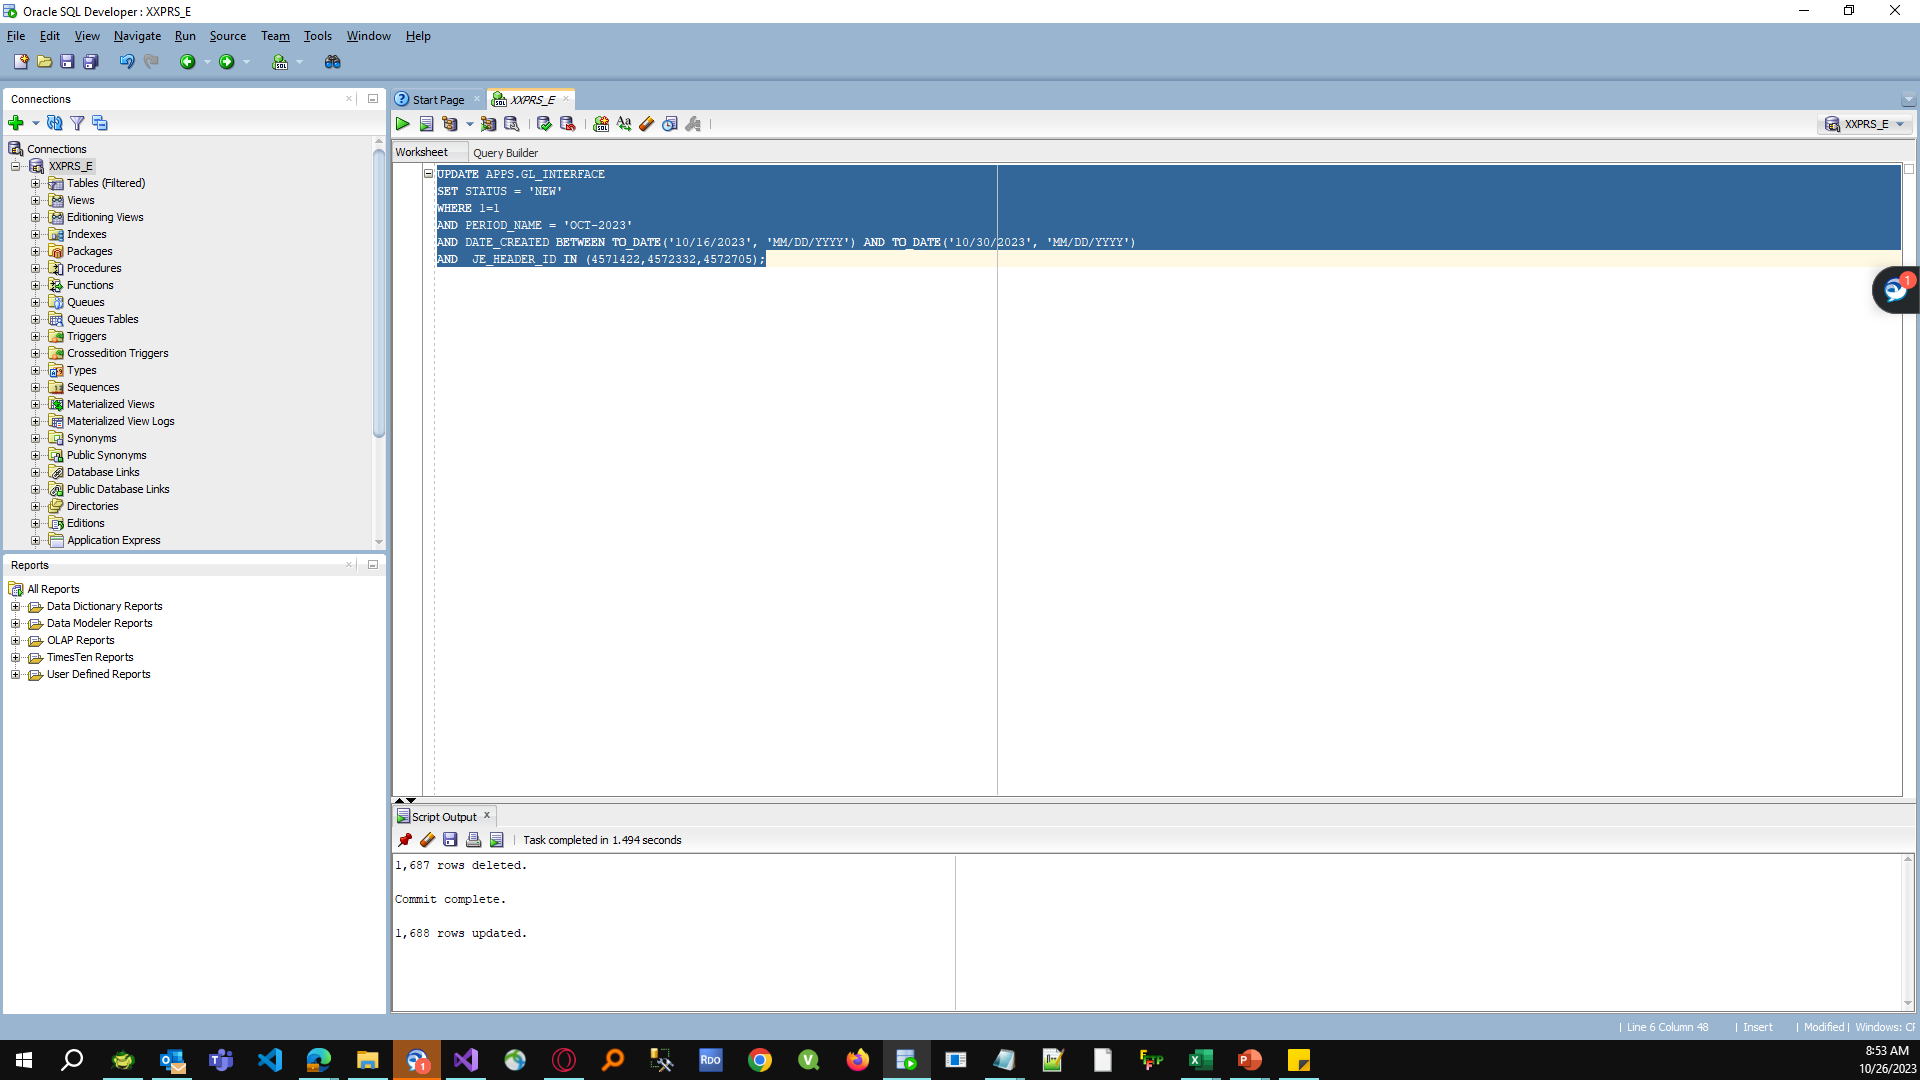 Oracle SQL Developer : XXPRS_E
File Edit View Navigate Run Source Team Tools Window Help
Connections
Start Page
XXPRS_E
XXPRS_E
Worksheet
Query Builder
Connections
XXPRS_E
Tables (Filtered)
Views
Editioning Views
Indexes
Packages
Procedures
Functions
Queues
Queues Tables
Triggers
Crossedition Triggers
Types
Sequences
Materialized Views
Materialized View Logs
Synonyms
Public Synonyms
Database Links
Public Database Links
Directories
Editions
Application Express
UPDATE APPS.GL_INTERFACE
SET STATUS = 'NEW'
WHERE 1=1
AND PERIOD_NAME = 'OCT-2023'
AND DATE_CREATED BETWEEN TO_DATE('10/16/2023', 'MM/DD/YYYY') AND TO_DATE('10/30/2023', 'MM/DD/YYYY')
AND  JE_HEADER_ID IN (4571422,4572332,4572705);
1
Reports
All Reports
Data Dictionary Reports
Data Modeler Reports
OLAP Reports
TimesTen Reports
User Defined Reports
Script Output
Task completed in 1.494 seconds
1,687 rows deleted.
Commit complete.
1,688 rows updated.
Line 6 Column 48 | Insert | Modified | Windows: CF
1
RDO
8:53 AM
10/26/2023